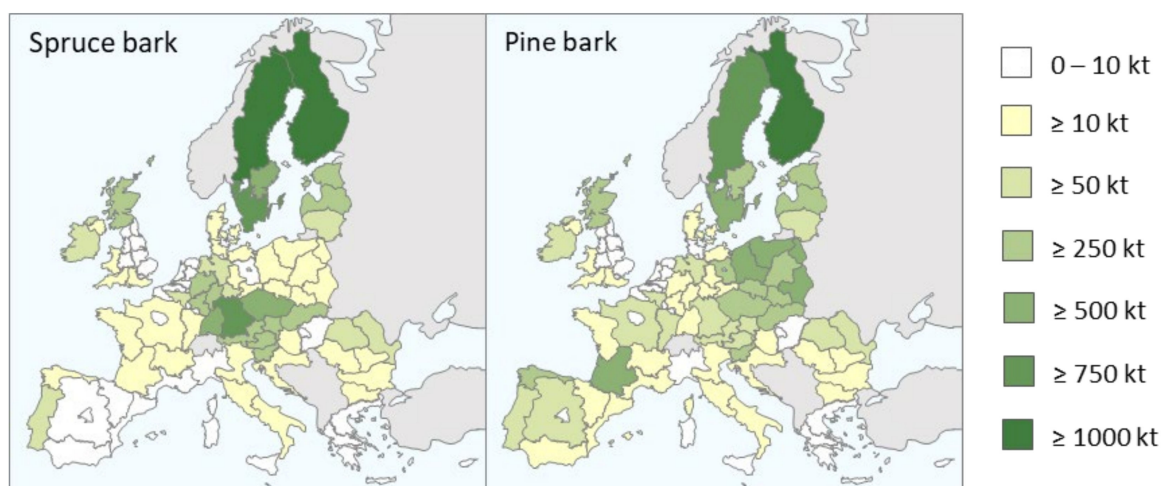 Spruce bark
Pine bark
0 – 10 kt
≥ 10 kt
≥ 50 kt
≥ 250 kt
≥ 500 kt
≥ 750 kt
≥ 1000 kt